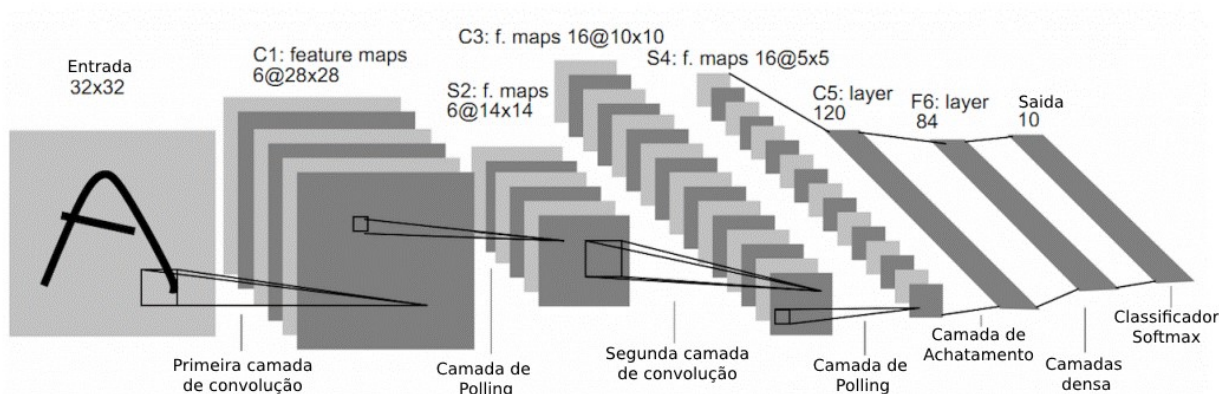 Entrada
32x32
C1: feature maps
6@28x28
S2: f. maps
6@14x14
C3: f. maps 16@10x10
S4: f. maps 16@5x5
C5: layer
120
F6: layer
84
Saida
10
Primeira camada
de convolução
Camada de
Polling
Segunda camada
de convolução
Camada de
Polling
Camada de
Achatamento
Camadas
densa
Classificador
Softmax